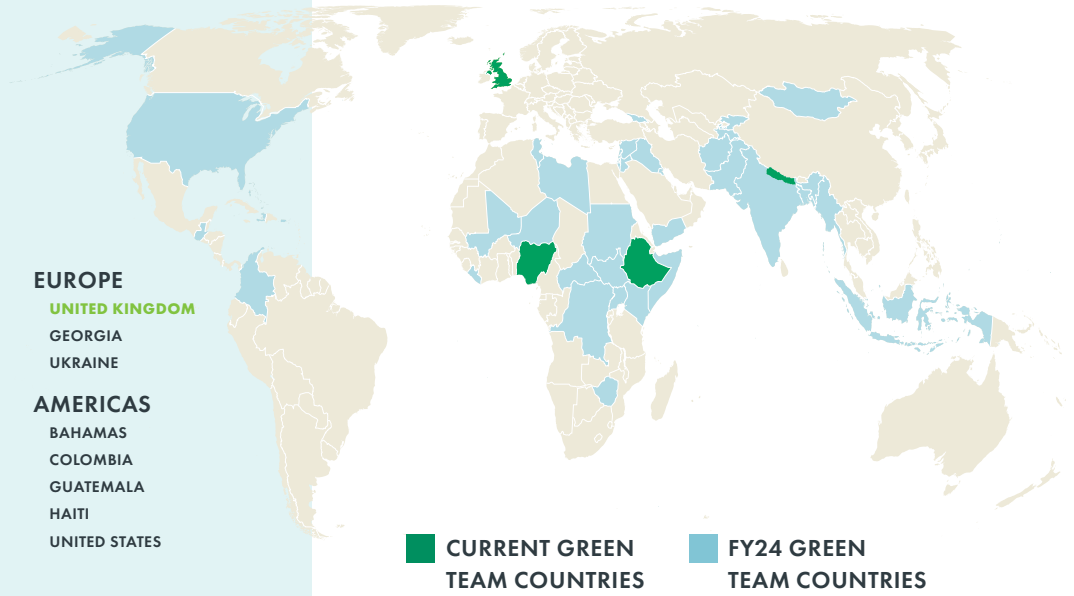 EUROPE
UNITED KINGDOM
GEORGIA
UKRAINE
AMERICAS
BAHAMAS
COLOMBIA
GUATEMALA
HAITI
UNITED STATES
CURRENT GREEN
TEAM COUNTRIES
FY24 GREEN
TEAM COUNTRIES